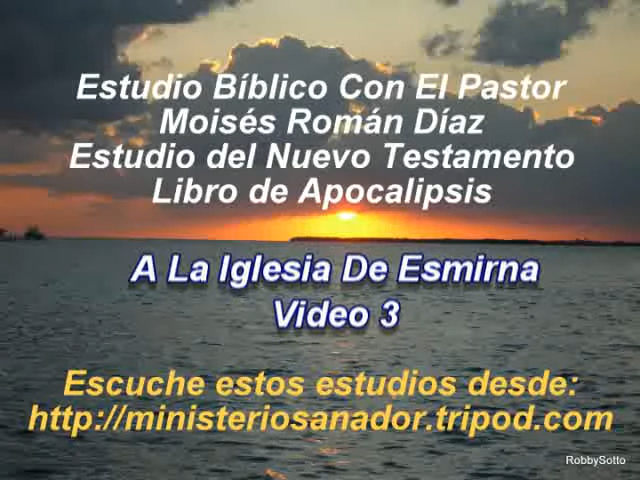 Estudio Bíblico Con El Pastor
Moisés Román Díaz
Estudio del Nuevo Testamento
Libro de Apocalipsis
A La Iglesia De Esmirna
Video 3
Escuche estos estudios desde:
http://ministeriosanador.tripod.com
RobbySotto